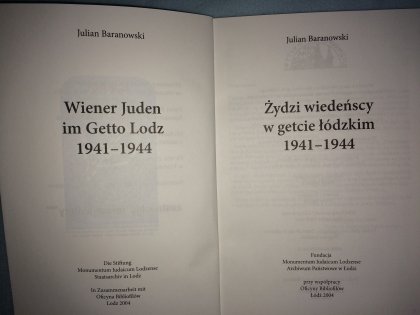 Julian Baranowski
Wiener Juden
im Getto Lodz
1941–1944
Die Stiftung
Monumentum Iudaicum Lodzense
Staatsarchiv in Lodz
In Zusammenarbeit mit
Oficyna Bibliofilów
Lodz 2004
Julian Baranowski
Żydzi wiedeńscy
w getcie łódzkim
1941–1944
Fundacja
Monumentum Iudaicum Lodzense
Archiwum Państwowe w Łodzi
przy współpracy
Oficyny Bibliofilów
Łódź 2004